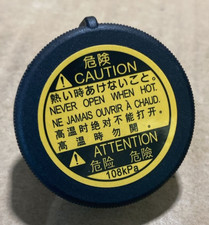 危険
CAUTION
熱い時あけないこと。
NEVER OPEN WHEN HOT.
NE JAMAIS OUVRIR À CHAUD.
高温时绝对不能打开。
高溫時勿開。
ATTENTION
危险 危險
108kPa